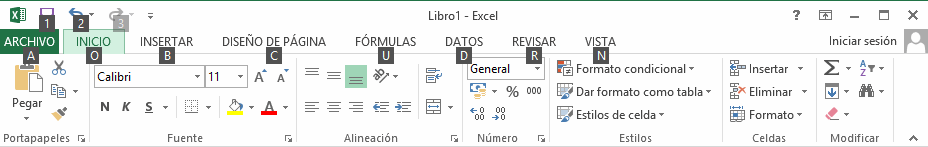 Libro1 - Excel
1 2 3
ARCHIVO INICIO INSERTAR DISEÑO DE PÁGINA FÓRMULAS DATOS REVISAR VISTA Iniciar sesión
A O B C U D R N
Calibri 11 General Formato condicional Insertar
Pegar N K S A % 000 Dar formato como tabla Eliminar
Estilos de celda Formato
Portapapeles Fuente Alineación Número Estilos Celdas Modificar